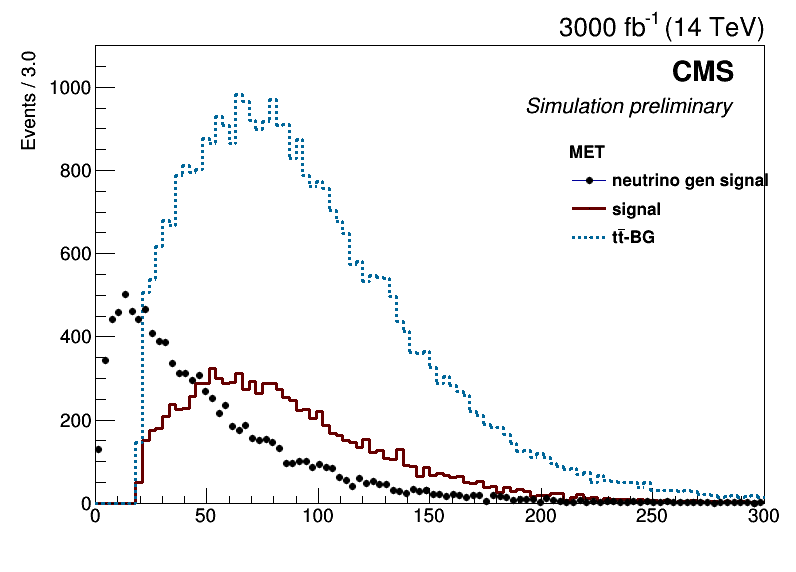 3000 fb⁻¹ (14 TeV)
CMS
Simulation preliminary
Events / 3.0
MET
neutrino gen signal
signal
tt̄-BG
1000
800
600
400
200
0
0 50 100 150 200 250 300